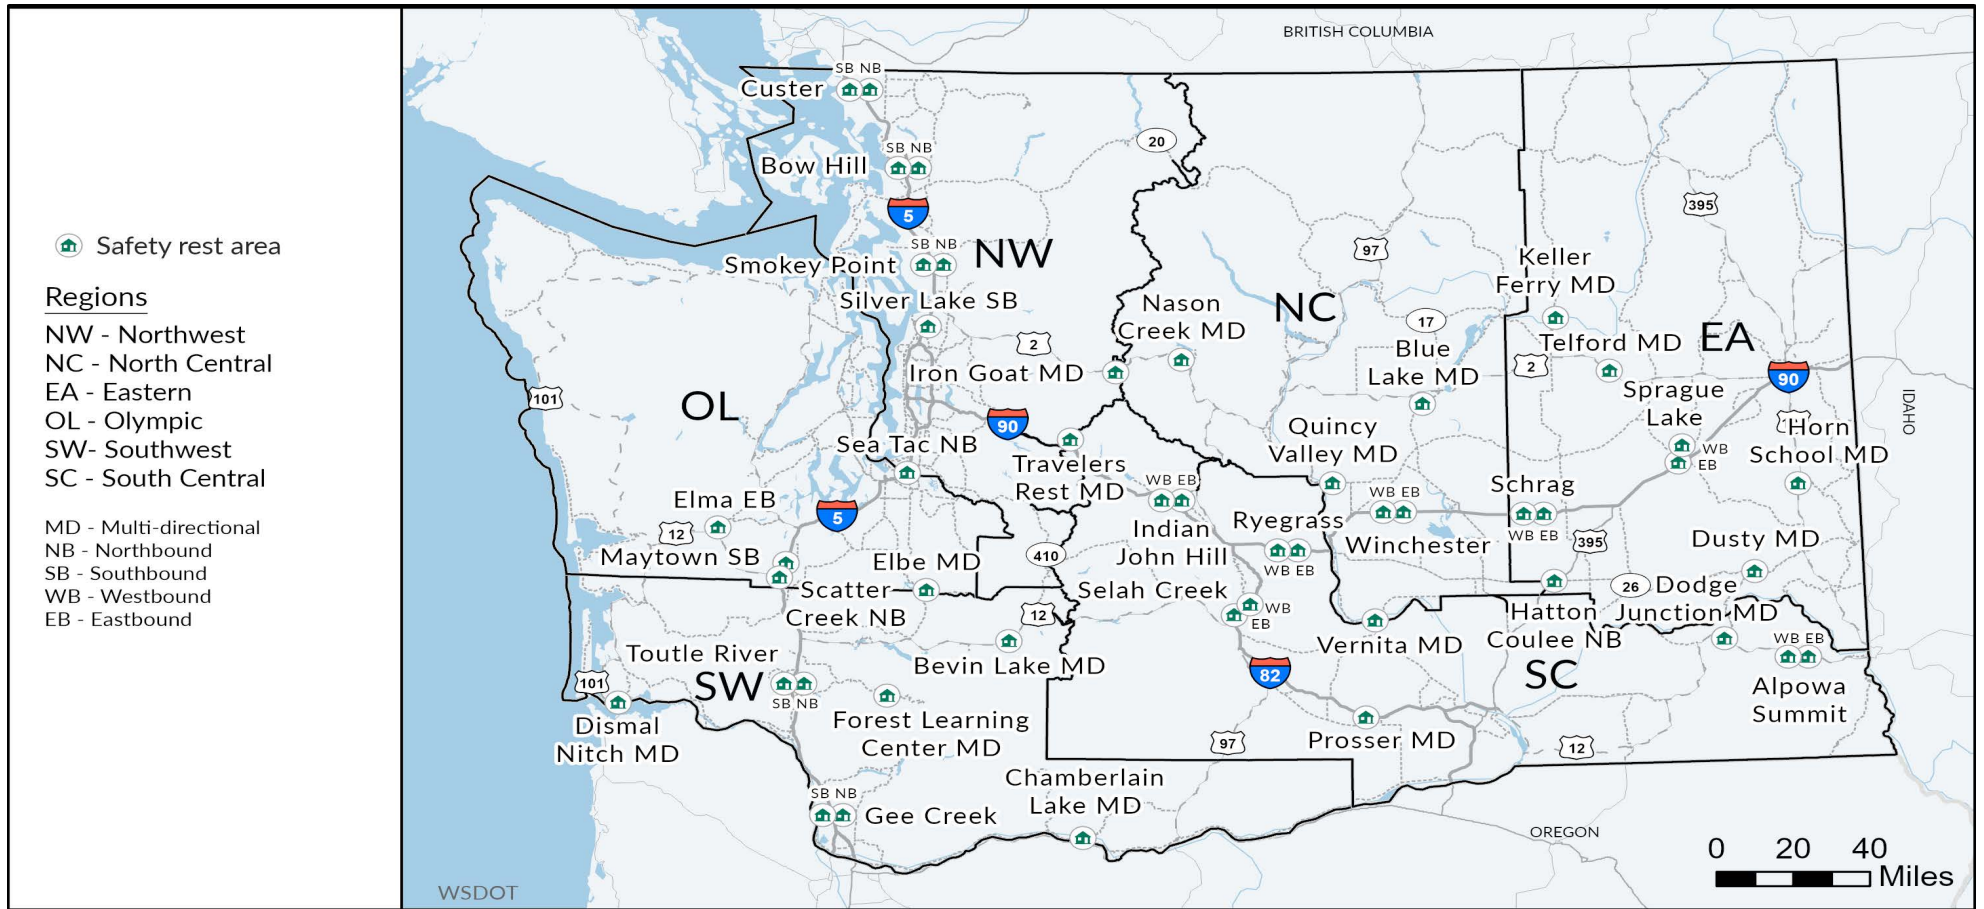 Safety rest area
Regions
NW - Northwest
NC - North Central
EA - Eastern
OL - Olympic
SW- Southwest
SC - South Central
MD - Multi-directional
NB - Northbound
SB - Southbound
WB - Westbound
EB - Eastbound
BRITISH COLUMBIA
SB NB
Custer
20
SB NB
Bow Hill
5
395
SB NB
NW
97
Smokey Point
Keller
Ferry MD
Silver Lake SB
Nason
Creek MD
NC
17
2
Blue
Lake MD
Telford MD
EA
2
Iron Goat MD
90
Sprague
Lake
IDAHO
101
OL
90
Quincy
Valley MD
Horn
School MD
Sea Tac NB
Travelers
Rest MD
WB
EB
WB EB
WB EB
Schrag
Elma EB
5
12
Indian
John Hill
Ryegrass
Winchester
WB EB
395
Dusty MD
Maytown SB
Elbe MD
410
WB EB
Scatter
Creek NB
Selah Creek
WB
EB
26
Dodge
Junction MD
12
Hatton
Coulee NB
Vernita MD
WB EB
Toutle River
Bevin Lake MD
SW
82
SC
101
SB NB
Alpowa
Summit
Dismal
Nitch MD
Forest Learning
Center MD
97
Prosser MD
12
Chamberlain
Lake MD
SB NB
Gee Creek
OREGON
0 20 40
Miles
WSDOT